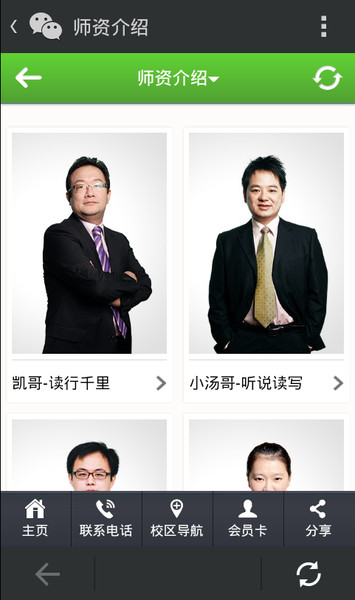 师资介绍
师资介绍
凯哥-读行千里
小汤哥-听说读写
主页
联系电话
校区导航
会员卡
分享